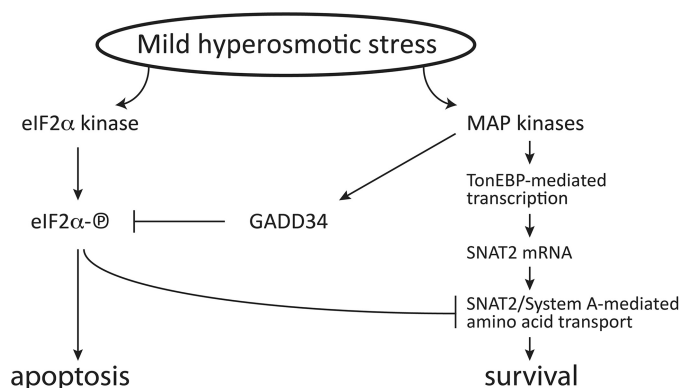 Mild hyperosmotic stress
eIF2α kinase
MAP kinases
TonEBP-mediated
transcription
eIF2α-Ⓟ
GADD34
SNAT2 mRNA
SNAT2/System A-mediated
amino acid transport
apoptosis
survival